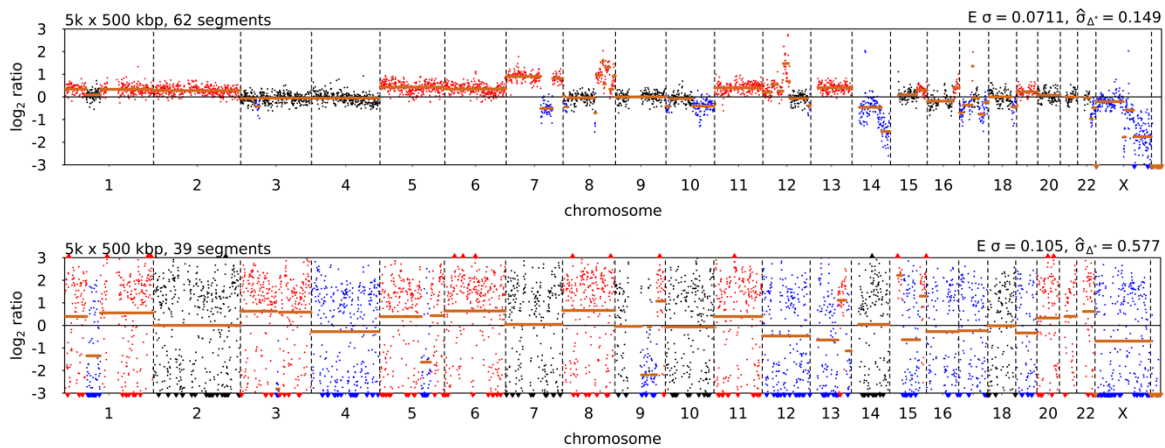 5k x 500 kbp, 62 segments
E σ = 0.0711, σ̂Δ* = 0.149
3
2
1
0
-1
-2
-3
log2 ratio
1 2 3 4 5 6 7 8 9 10 11 12 13 14 15 16 18 20 22 X
chromosome
5k x 500 kbp, 39 segments
E σ = 0.105, σ̂Δ* = 0.577
3
2
1
0
-1
-2
-3
log2 ratio
1 2 3 4 5 6 7 8 9 10 11 12 13 14 15 16 18 20 22 X
chromosome